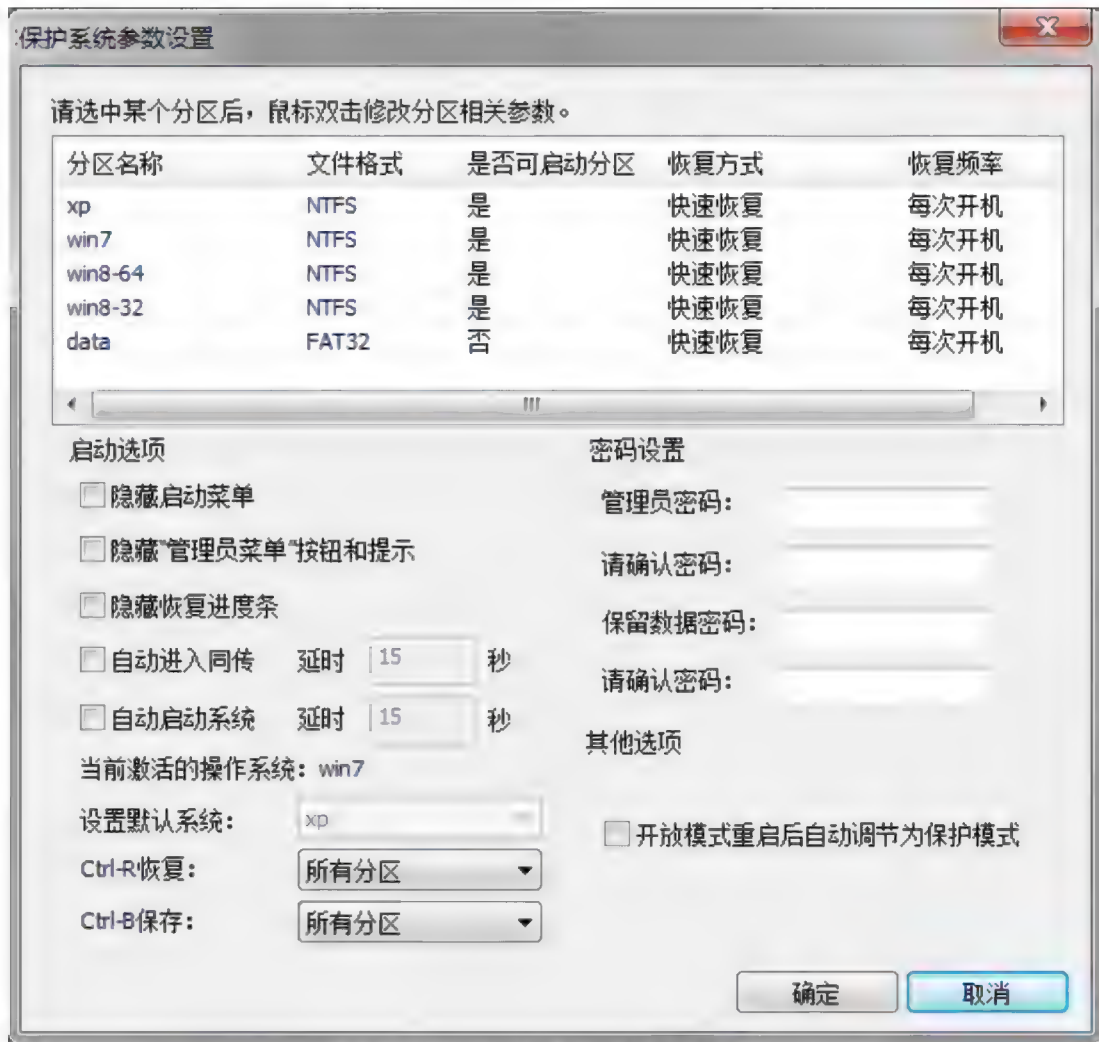 保护系统参数设置
请选中某个分区后，鼠标双击修改分区相关参数。
分区名称 文件格式 是否可启动分区 恢复方式 恢复频率
xp NTFS 是 快速恢复 每次开机
win7 NTFS 是 快速恢复 每次开机
win8-64 NTFS 是 快速恢复 每次开机
win8-32 NTFS 是 快速恢复 每次开机
data FAT32 否 快速恢复 每次开机
启动选项
隐藏启动菜单
隐藏"管理员菜单"按钮和提示
隐藏恢复进度条
自动进入同传 延时 15 秒
自动启动系统 延时 15 秒
当前激活的操作系统：win7
设置默认系统： xp
Ctrl-R恢复： 所有分区
Ctrl-B保存： 所有分区
密码设置
管理员密码：
请确认密码：
保留数据密码：
请确认密码：
其他选项
开放模式重启后自动调节为保护模式
确定 取消